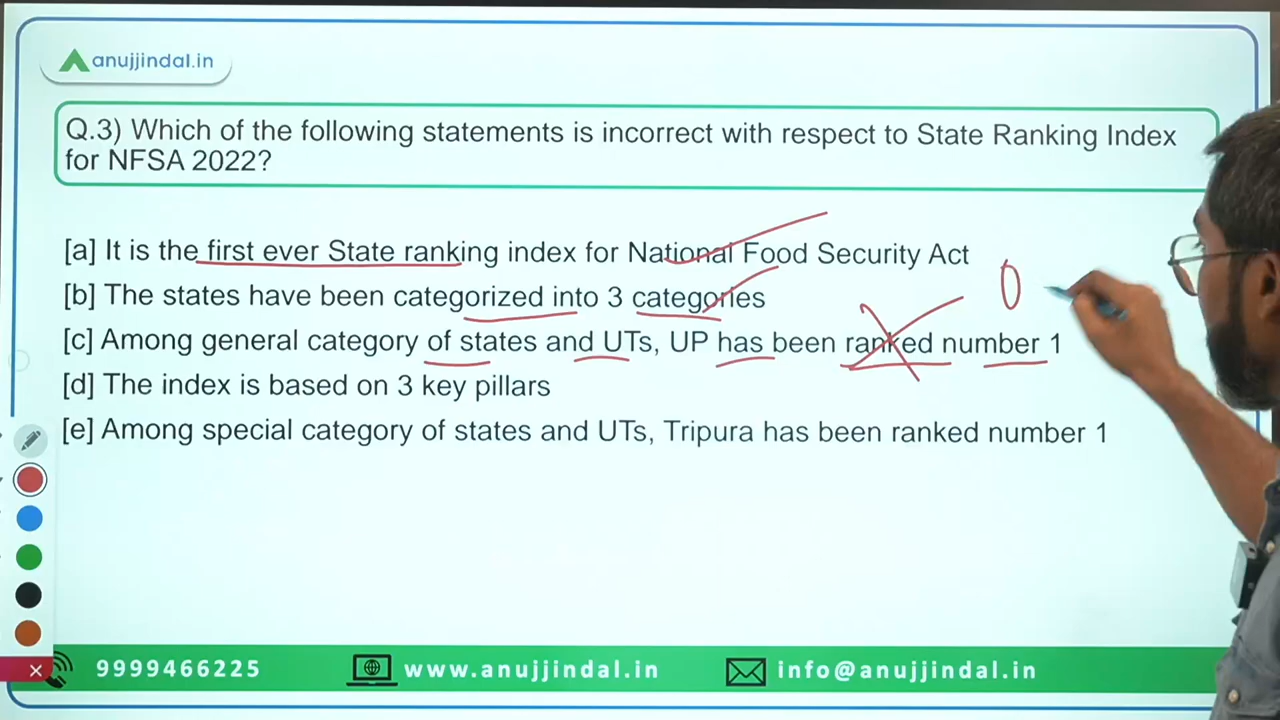 anujjindal.in
Q.3) Which of the following statements is incorrect with respect to State Ranking Index
for NFSA 2022?
[a] It is the first ever State ranking index for National Food Security Act
[b] The states have been categorized into 3 categories
O
[c] Among general category of states and UTs, UP has been ranked number 1
[d] The index is based on 3 key pillars
[e] Among special category of states and UTs, Tripura has been ranked number 1
9999466225 www.anujjindal.in info@anujjindal.in